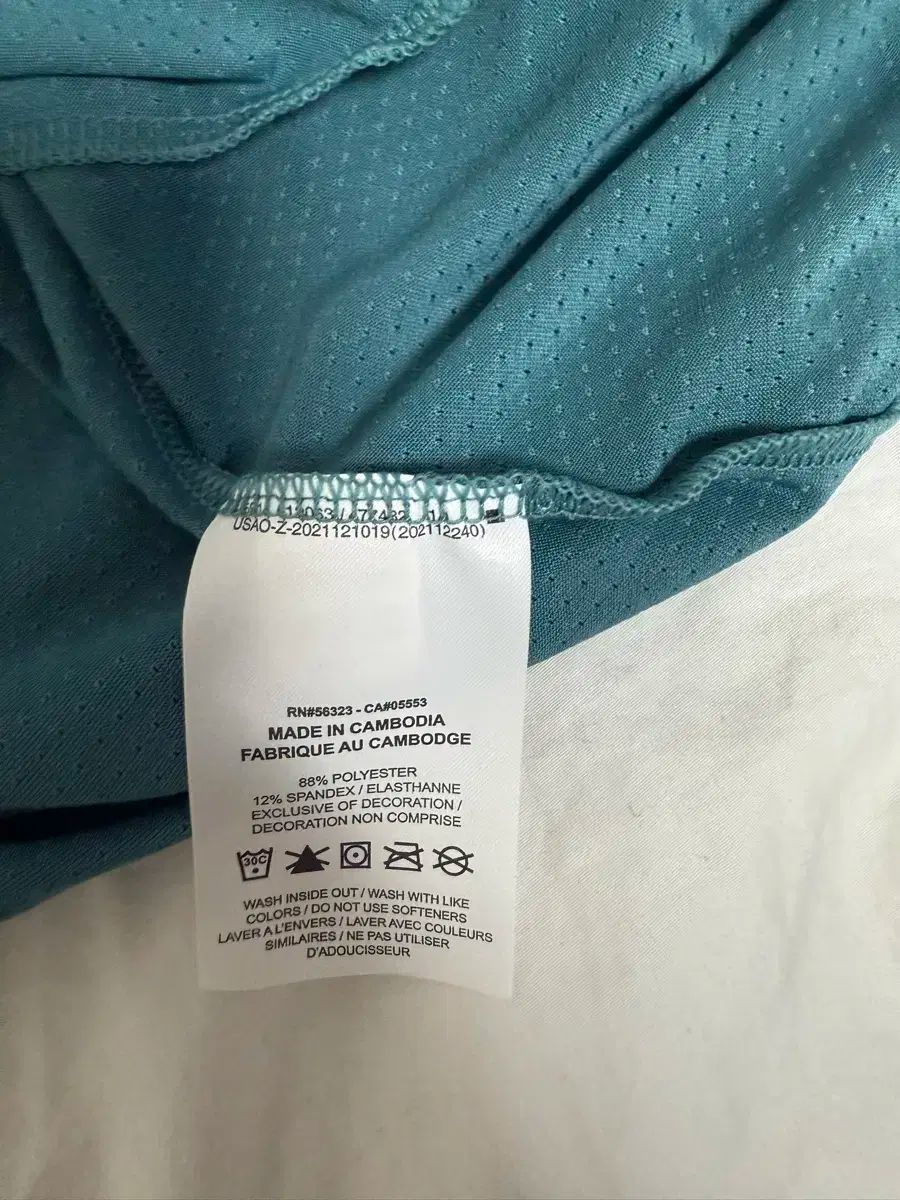 USAO-Z-2021121019(202112240)
RN#56323 - CA#05553
MADE IN CAMBODIA
FABRIQUE AU CAMBODGE
88% POLYESTER
12% SPANDEX / ELASTHANNE
EXCLUSIVE OF DECORATION /
DECORATION NON COMPRISE
30C
WASH INSIDE OUT / WASH WITH LIKE
COLORS / DO NOT USE SOFTENERS
LAVER A L'ENVERS / LAVER AVEC COULEURS
SIMILAIRES / NE PAS UTILISER
D'ADOUCISSEUR